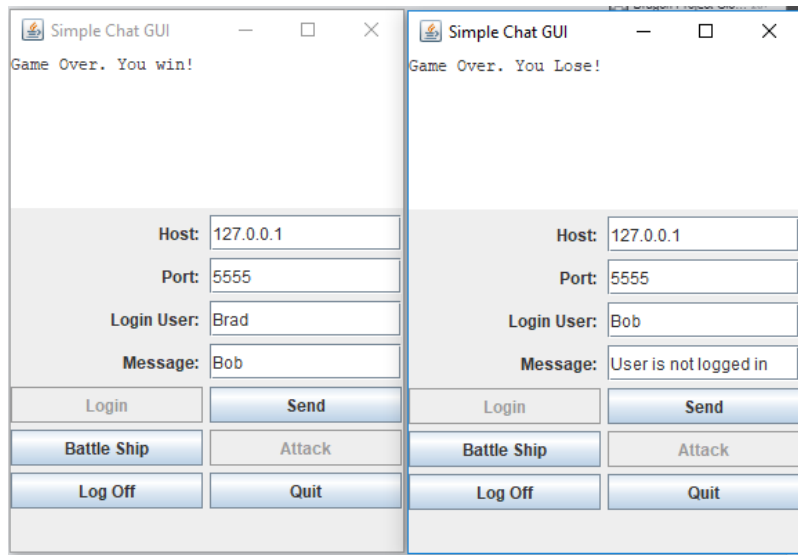 Simple Chat GUI
Game Over. You win!
Host: 127.0.0.1
Port: 5555
Login User: Brad
Message: Bob
Login Send
Battle Ship Attack
Log Off Quit
Simple Chat GUI
Game Over. You Lose!
Host: 127.0.0.1
Port: 5555
Login User: Bob
Message: User is not logged in
Login Send
Battle Ship Attack
Log Off Quit